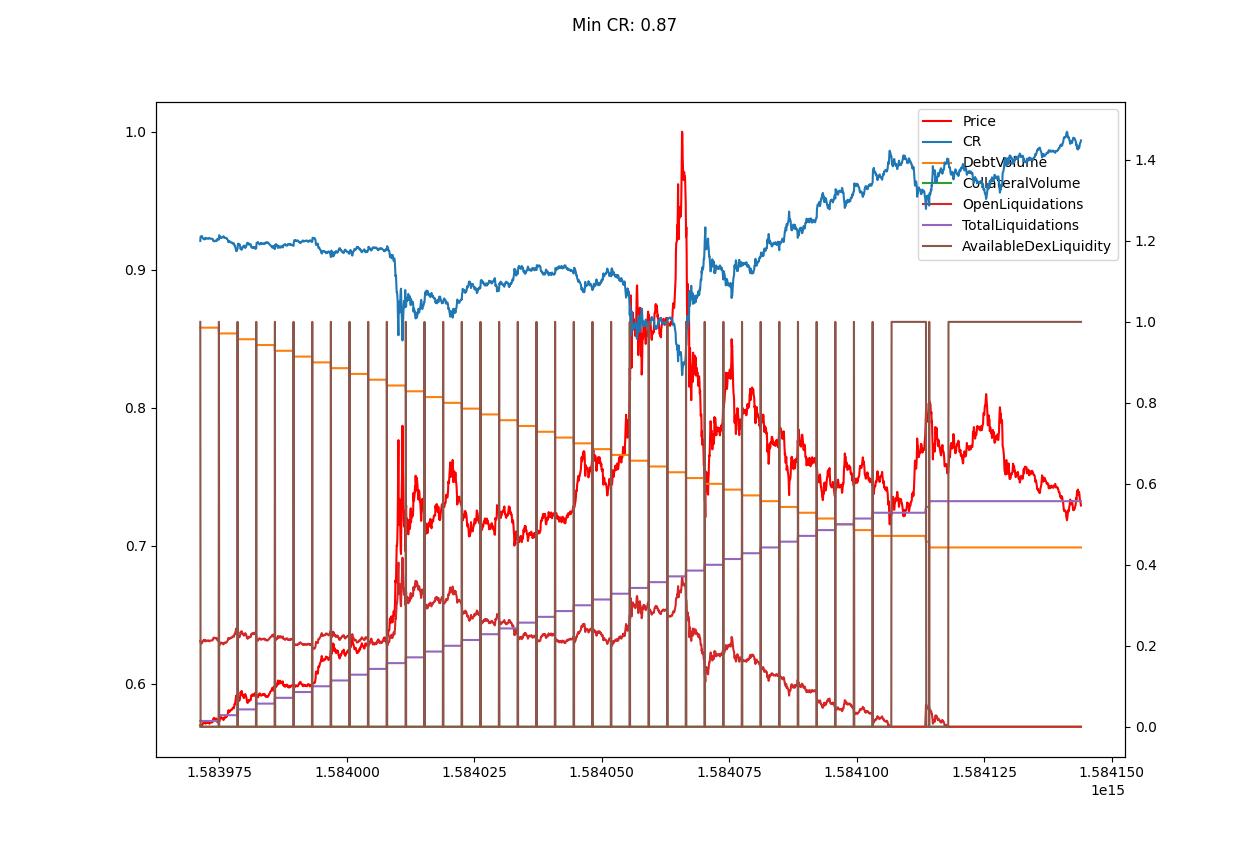 Min CR: 0.87
1.0
0.9
0.8
0.7
0.6
Price
CR
DebtVolume
CollateralVolume
OpenLiquidations
TotalLiquidations
AvailableDexLiquidity
1.4
1.2
1.0
0.8
0.6
0.4
0.2
0.0
1.583975 1.584000 1.584025 1.584050 1.584075 1.584100 1.584125 1.584150
1e15